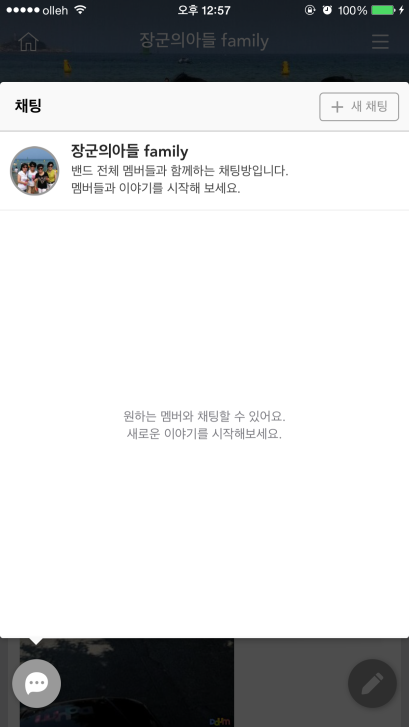 olleh 오후 12:57 100%
장군의아들 family
채팅
+ 새 채팅
장군의아들 family
밴드 전체 멤버들과 함께하는 채팅방입니다.
멤버들과 이야기를 시작해 보세요.
원하는 멤버와 채팅할 수 있어요.
새로운 이야기를 시작해보세요.